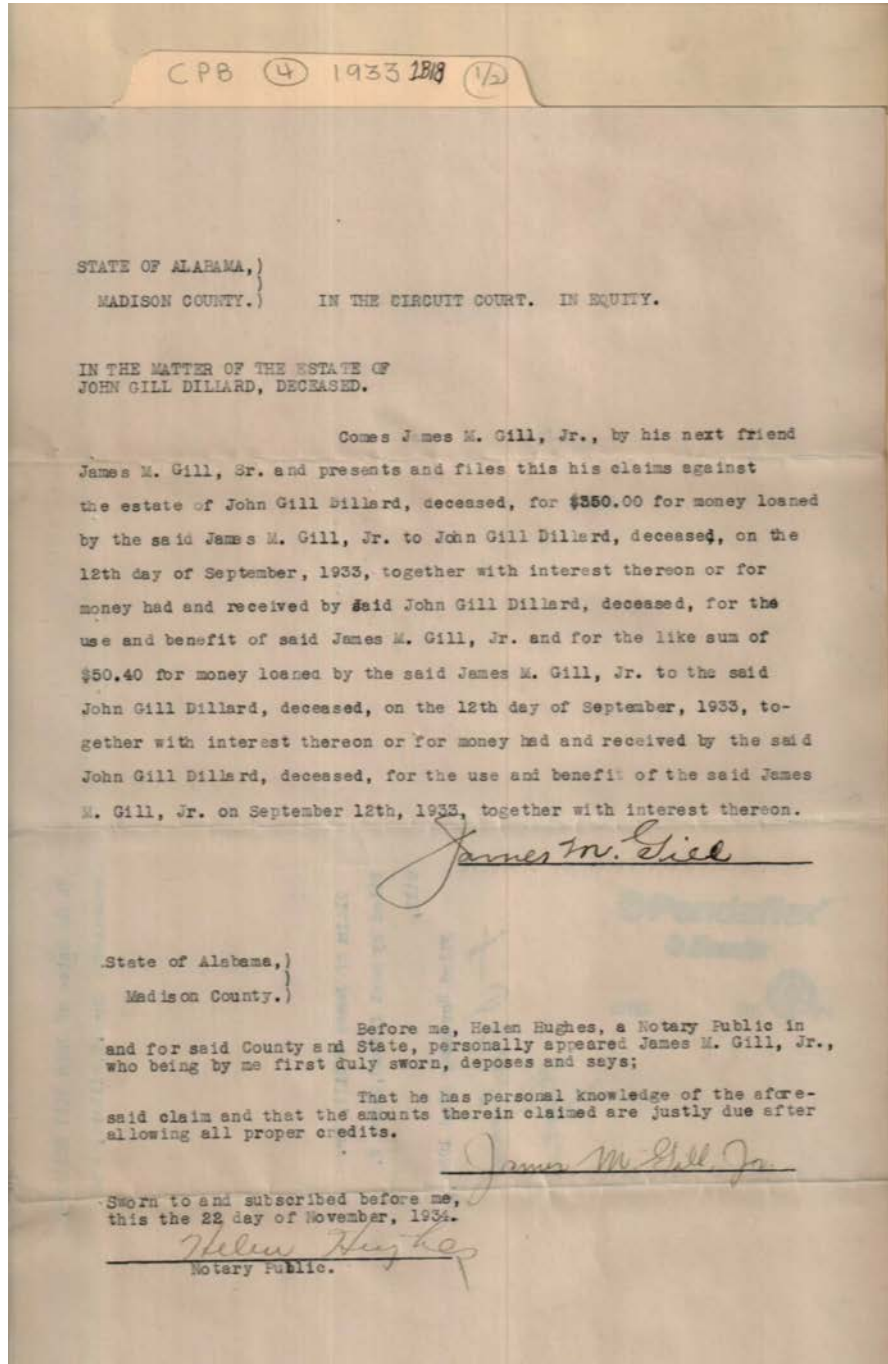 CPB 4 1933 1818 1/2
STATE OF ALABAMA,)
)
MADISON COUNTY.) IN THE CIRCUIT COURT. IN EQUITY.
IN THE MATTER OF THE ESTATE OF
JOHN GILL DILLARD, DECEASED.
Comes James M. Gill, Jr., by his next friend
James M. Gill, Sr. and presents and files this his claims against
the estate of John Gill Dillard, deceased, for $350.00 for money loaned
by the said James M. Gill, Jr. to John Gill Dillard, deceased, on the
12th day of September, 1933, together with interest thereon or for
money had and received by said John Gill Dillard, deceased, for the
use and benefit of said James M. Gill, Jr. and for the like sum of
$50.40 for money loaned by the said James M. Gill, Jr. to the said
John Gill Dillard, deceased, on the 12th day of September, 1933, to-
gether with interest thereon or for money had and received by the said
John Gill Dillard, deceased, for the use and benefit of the said James
M. Gill, Jr. on September 12th, 1933, together with interest thereon.
James M. Gill
State of Alabama,)
)
Madison County.)
Before me, Helen Hughes, a Notary Public in
and for said County and State, personally appeared James M. Gill, Jr.,
who being by me first duly sworn, deposes and says;
That he has personal knowledge of the afore-
said claim and that the amounts therein claimed are justly due after
allowing all proper credits.
James M Gill Jr.
Sworn to and subscribed before me,
this the 22 day of November, 1934.
Helen Hughes
Notary Public.